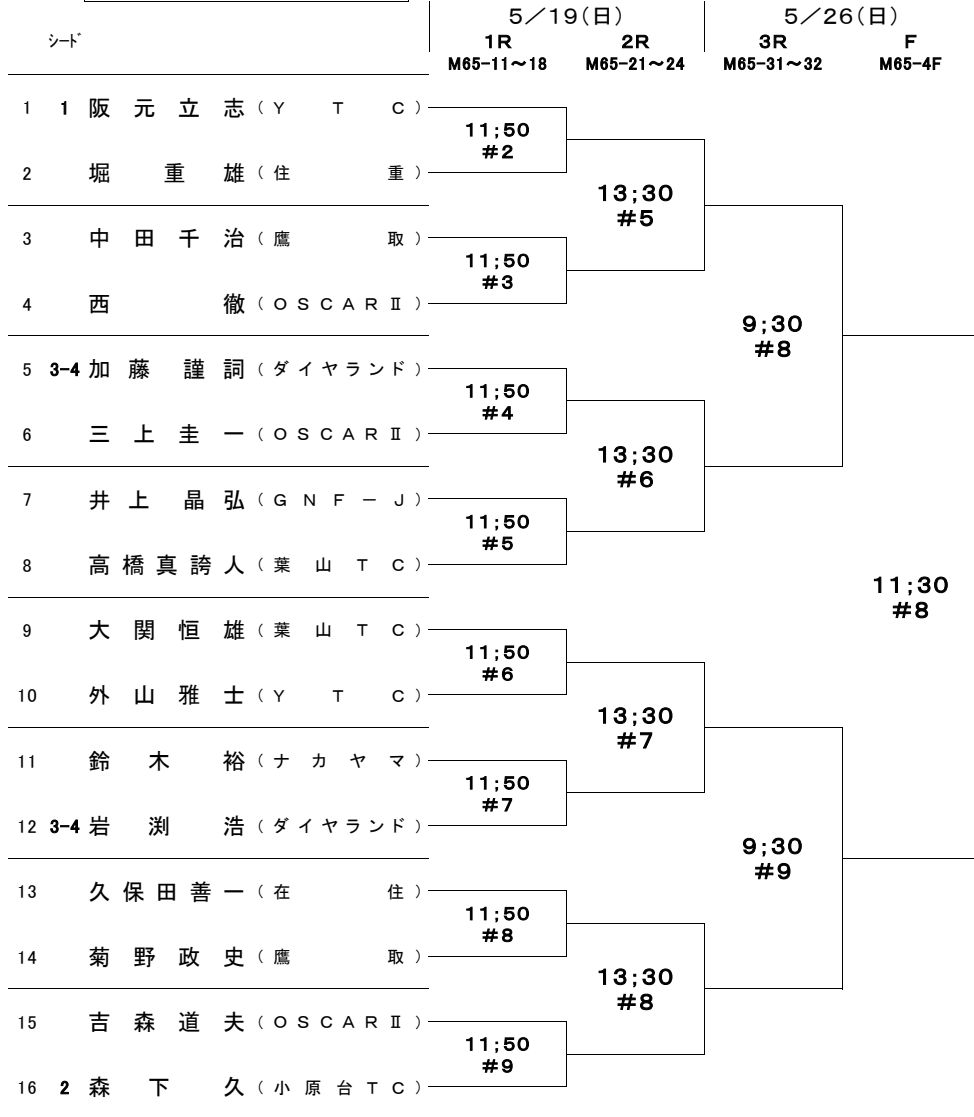 5／19(日) 5／26(日)
シード 1R 2R 3R F
M65-11～18 M65-21～24 M65-31～32 M65-4F
1 1 阪元立志（YTC）
11;50
#2
2 堀重雄（住重）
13;30
#5
3 中田千治（鷹取）
11;50
#3
4 西徹（OSCARⅡ）
9;30
#8
5 3-4 加藤謹詞（ダイヤランド）
11;50
#4
6 三上圭一（OSCARⅡ）
13;30
#6
7 井上晶弘（GNF－J）
11;50
#5
8 高橋真誇人（葉山TC）
11;30
#8
9 大関恒雄（葉山TC）
11;50
#6
10 外山雅士（YTC）
13;30
#7
11 鈴木裕（ナカヤマ）
11;50
#7
12 3-4 岩渕浩（ダイヤランド）
9;30
#9
13 久保田善一（在住）
11;50
#8
14 菊野政史（鷹取）
13;30
#8
15 吉森道夫（OSCARⅡ）
11;50
#9
16 2 森下久（小原台TC）